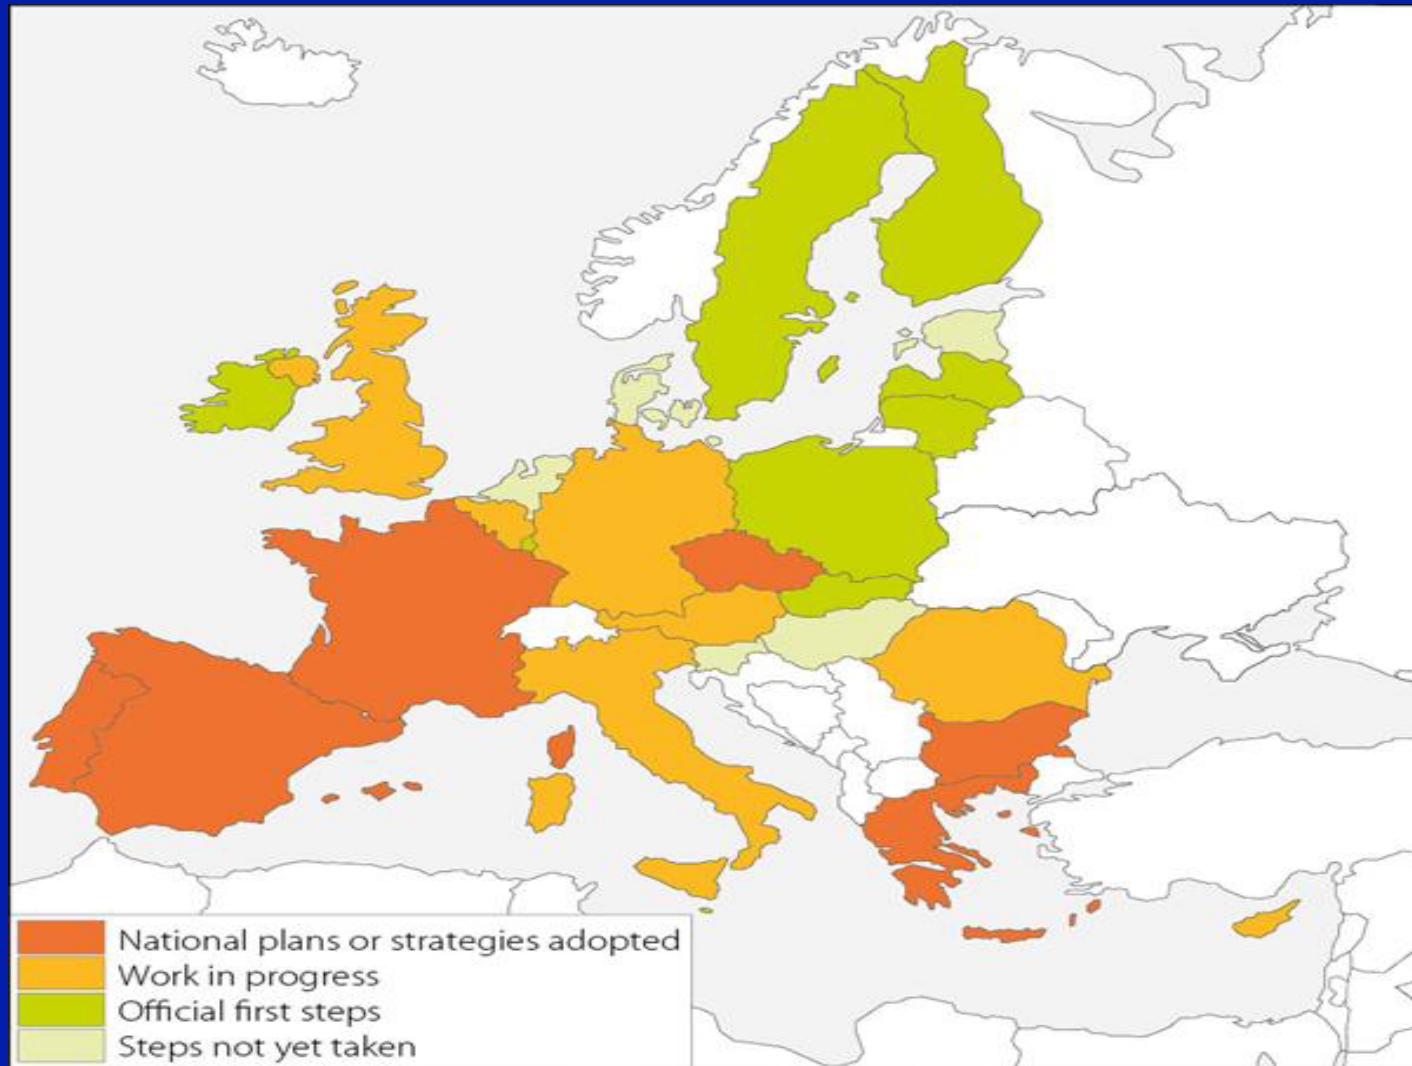 National plans or strategies adopted
Work in progress
Official first steps
Steps not yet taken